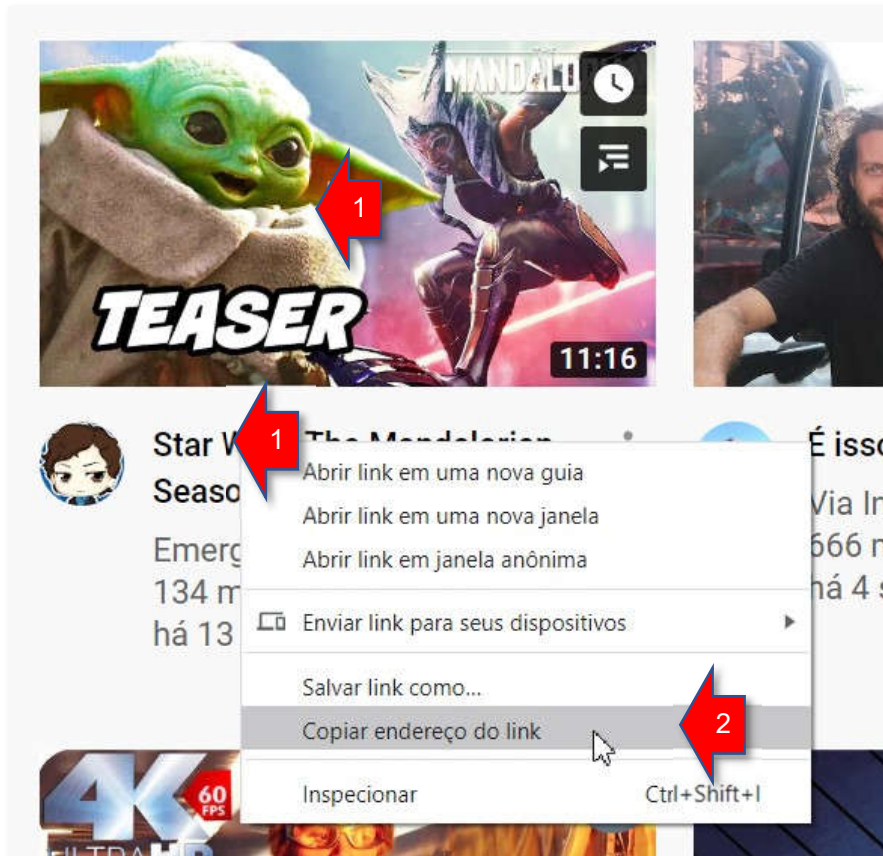 MANDALO
1
TEASER
11:16
Star W
1
The Mandalorian
Seaso
Emerg
134 m
há 13
É isso
Via In
666 m
há 4 s
Abrir link em uma nova guia
Abrir link em uma nova janela
Abrir link em janela anônima
Enviar link para seus dispositivos
Salvar link como...
Copiar endereço do link
2
Inspecionar
Ctrl+Shift+I
4K
60
FPS
ULTRA HD